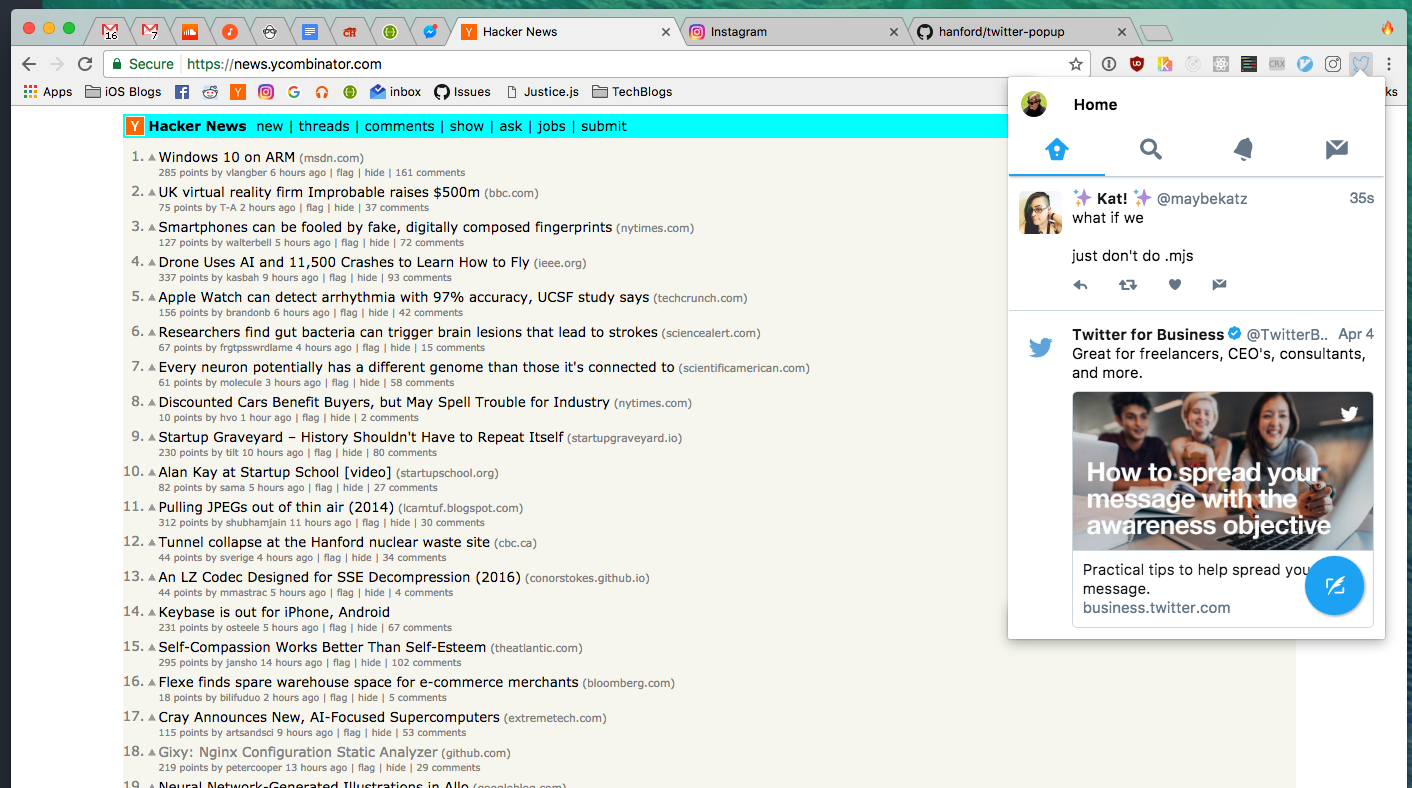 16
7
Hacker News
Instagram
hanford/twitter-popup
Secure
https://news.ycombinator.com
CRX
Apps
iOS Blogs
inbox
Issues
Justice.js
TechBlogs
ks
Y Hacker News new | threads | comments | show | ask | jobs | submit
1. Windows 10 on ARM (msdn.com)
285 points by vlangber 6 hours ago | flag | hide | 161 comments
2. UK virtual reality firm Improbable raises $500m (bbc.com)
75 points by T-A 2 hours ago | flag | hide | 37 comments
3. Smartphones can be fooled by fake, digitally composed fingerprints (nytimes.com)
127 points by walterbell 5 hours ago | flag | hide | 72 comments
4. Drone Uses AI and 11,500 Crashes to Learn How to Fly (ieee.org)
337 points by kasbah 9 hours ago | flag | hide | 93 comments
5. Apple Watch can detect arrhythmia with 97% accuracy, UCSF study says (techcrunch.com)
156 points by brandonb 6 hours ago | flag | hide | 42 comments
6. Researchers find gut bacteria can trigger brain lesions that lead to strokes (sciencealert.com)
67 points by frgtpsswrdlame 4 hours ago | flag | hide | 15 comments
7. Every neuron potentially has a different genome than those it's connected to (scientificamerican.com)
61 points by molecule 3 hours ago | flag | hide | 58 comments
8. Discounted Cars Benefit Buyers, but May Spell Trouble for Industry (nytimes.com)
10 points by hvo 1 hour ago | flag | hide | 2 comments
9. Startup Graveyard – History Shouldn't Have to Repeat Itself (startupgraveyard.io)
230 points by tilt 10 hours ago | flag | hide | 80 comments
10. Alan Kay at Startup School [video] (startupschool.org)
82 points by sama 5 hours ago | flag | hide | 27 comments
11. Pulling JPEGs out of thin air (2014) (lcamtuf.blogspot.com)
312 points by shubhamjain 11 hours ago | flag | hide | 30 comments
12. Tunnel collapse at the Hanford nuclear waste site (cbc.ca)
44 points by sverige 4 hours ago | flag | hide | 34 comments
13. An LZ Codec Designed for SSE Decompression (2016) (conorstokes.github.io)
44 points by mmastrac 5 hours ago | flag | hide | 4 comments
14. Keybase is out for iPhone, Android
231 points by osteele 5 hours ago | flag | hide | 67 comments
15. Self-Compassion Works Better Than Self-Esteem (theatlantic.com)
295 points by jansho 14 hours ago | flag | hide | 102 comments
16. Flexe finds spare warehouse space for e-commerce merchants (bloomberg.com)
18 points by bilifuduo 2 hours ago | flag | hide | 5 comments
17. Cray Announces New, AI-Focused Supercomputers (extremetech.com)
115 points by artsandsci 9 hours ago | flag | hide | 53 comments
18. Gixy: Nginx Configuration Static Analyzer (github.com)
219 points by petercooper 13 hours ago | flag | hide | 29 comments
19. Neural Network-Generated Illustrations in Allo (googleblog.com)
Home
✨ Kat! ✨ @maybekatz 35s
what if we
just don't do .mjs
Twitter for Business @TwitterB.. Apr 4
Great for freelancers, CEO's, consultants,
and more.
How to spread your
message with the
awareness objective
Practical tips to help spread you
message.
business.twitter.com